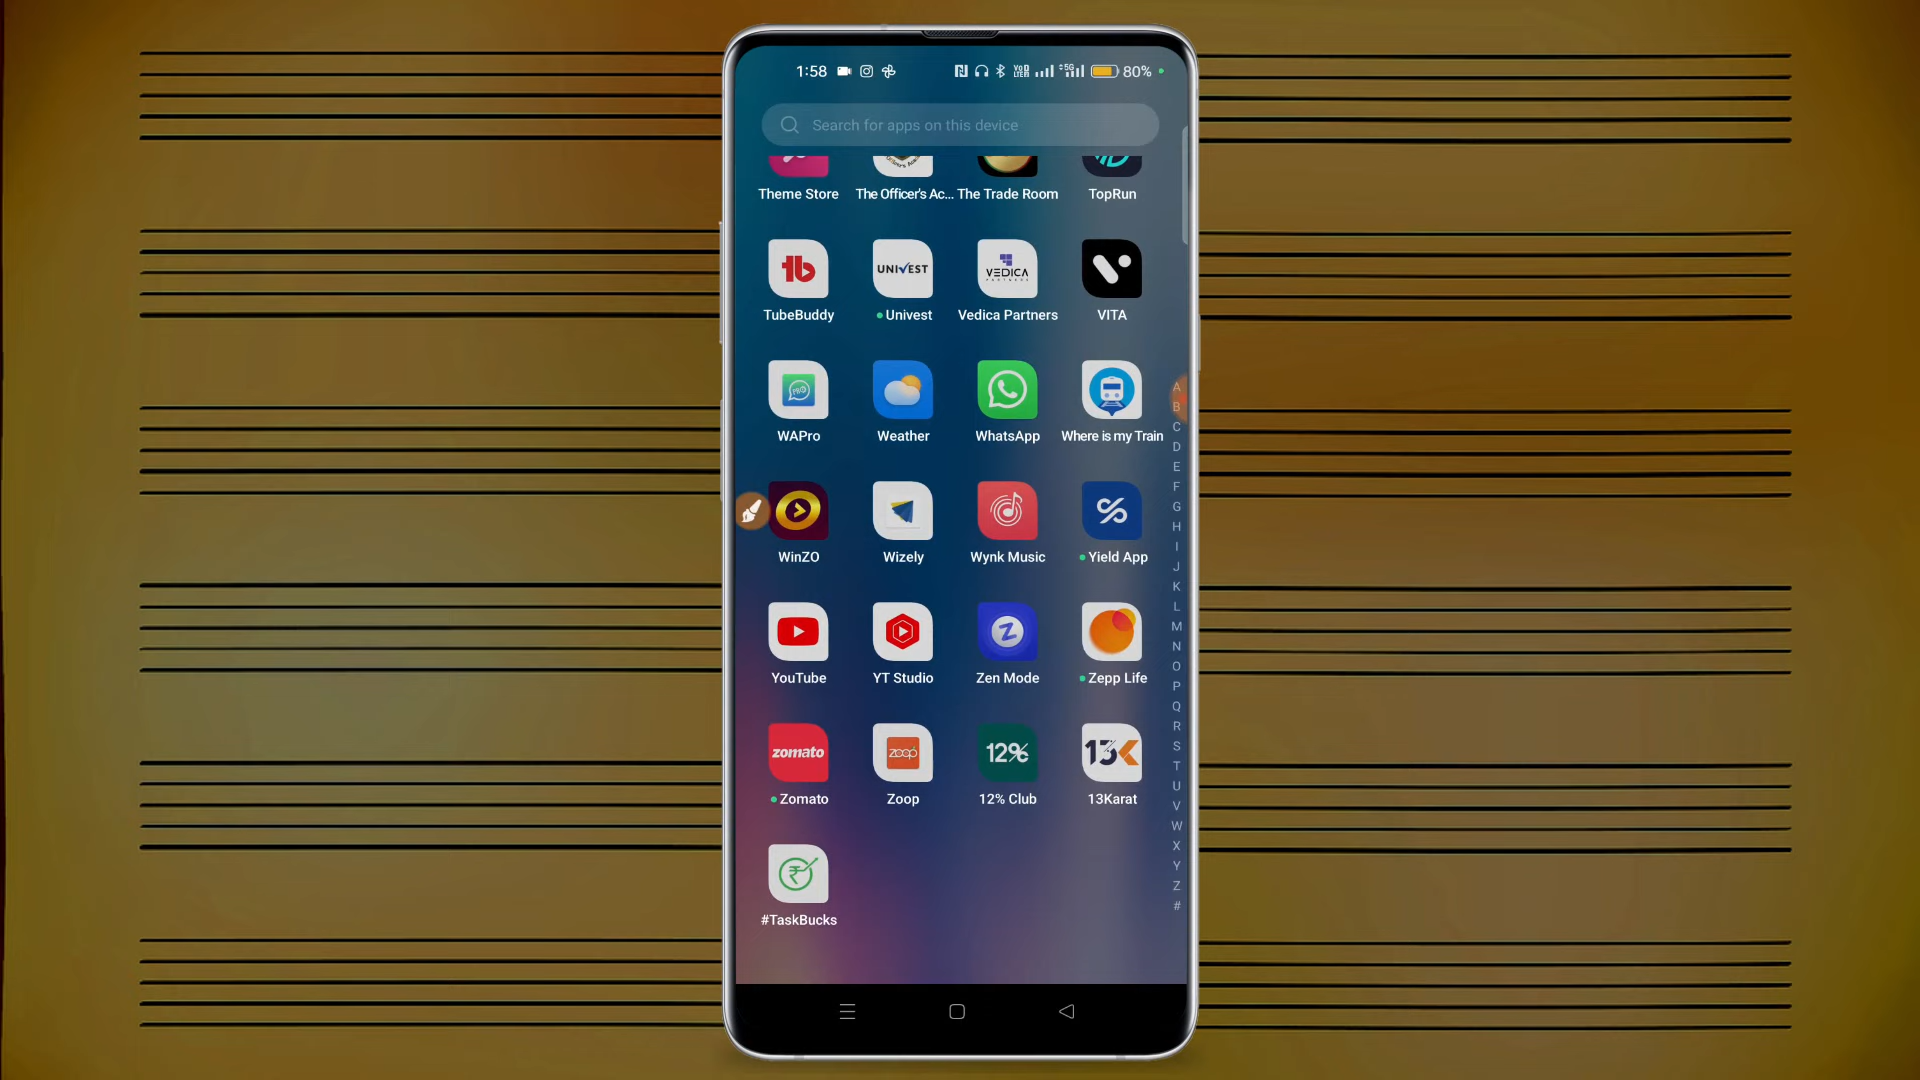 1:58 80%
Search for apps on this device
Theme Store The Officer's Ac... The Trade Room TopRun
UNIVEST VEDICA PARTNERS
TubeBuddy Univest Vedica Partners VITA
PRO
WAPro Weather WhatsApp Where is my Train
WinZO Wizely Wynk Music Yield App
YouTube YT Studio Zen Mode Zepp Life
zomato zoop 12% 13K
Zomato Zoop 12% Club 13Karat
#TaskBucks
A
B
C
D
E
F
G
H
I
J
K
L
M
N
O
P
Q
R
S
T
U
V
W
X
Y
Z
#